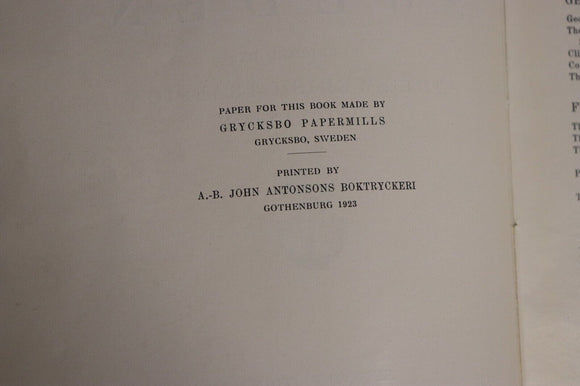 PAPER FOR THIS BOOK MADE BY
GRYCKSBO PAPERMILLS
GRYCKSBO, SWEDEN
PRINTED BY
A.-B. JOHN ANTONSONS BOKTRYCKERI
GOTHENBURG 1923